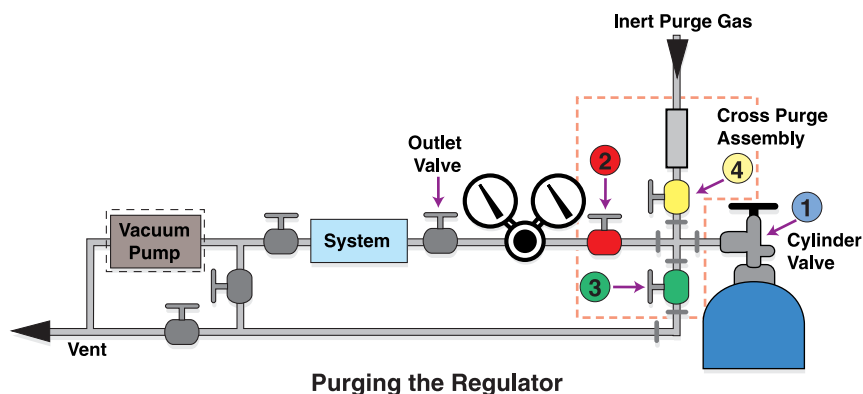 Inert Purge Gas
Cross Purge
Assembly
Outlet
Valve
2
4
1
Vacuum
Pump
System
Cylinder
Valve
3
Vent
Purging the Regulator